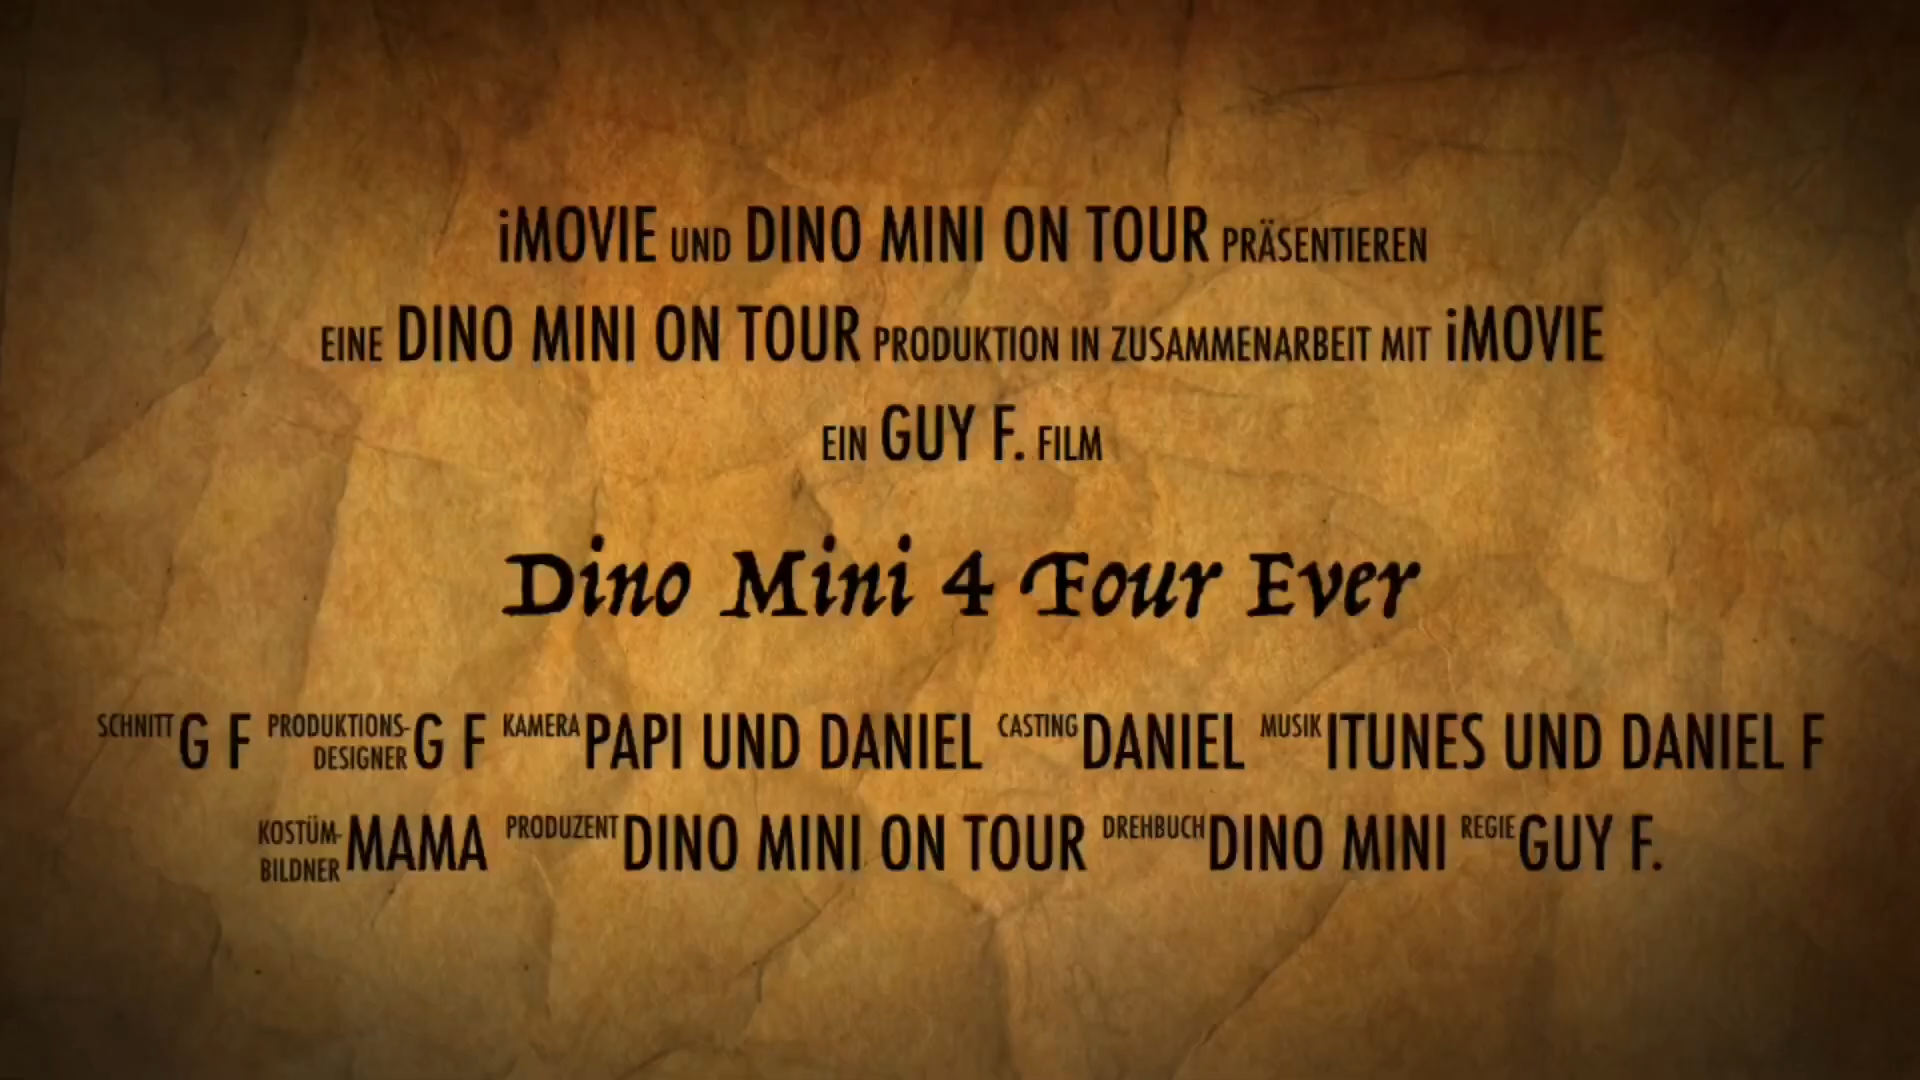 iMOVIE UND DINO MINI ON TOUR PRÄSENTIEREN
EINE DINO MINI ON TOUR PRODUKTION IN ZUSAMMENARBEIT MIT iMOVIE
EIN GUY F. FILM
Dino Mini 4 Four Ever
SCHNITT G F PRODUKTIONS-DESIGNER G F KAMERA PAPI UND DANIEL CASTING DANIEL MUSIK ITUNES UND DANIEL F
KOSTÜM-BILDNER MAMA PRODUZENT DINO MINI ON TOUR DREHBUCH DINO MINI REGIE GUY F.